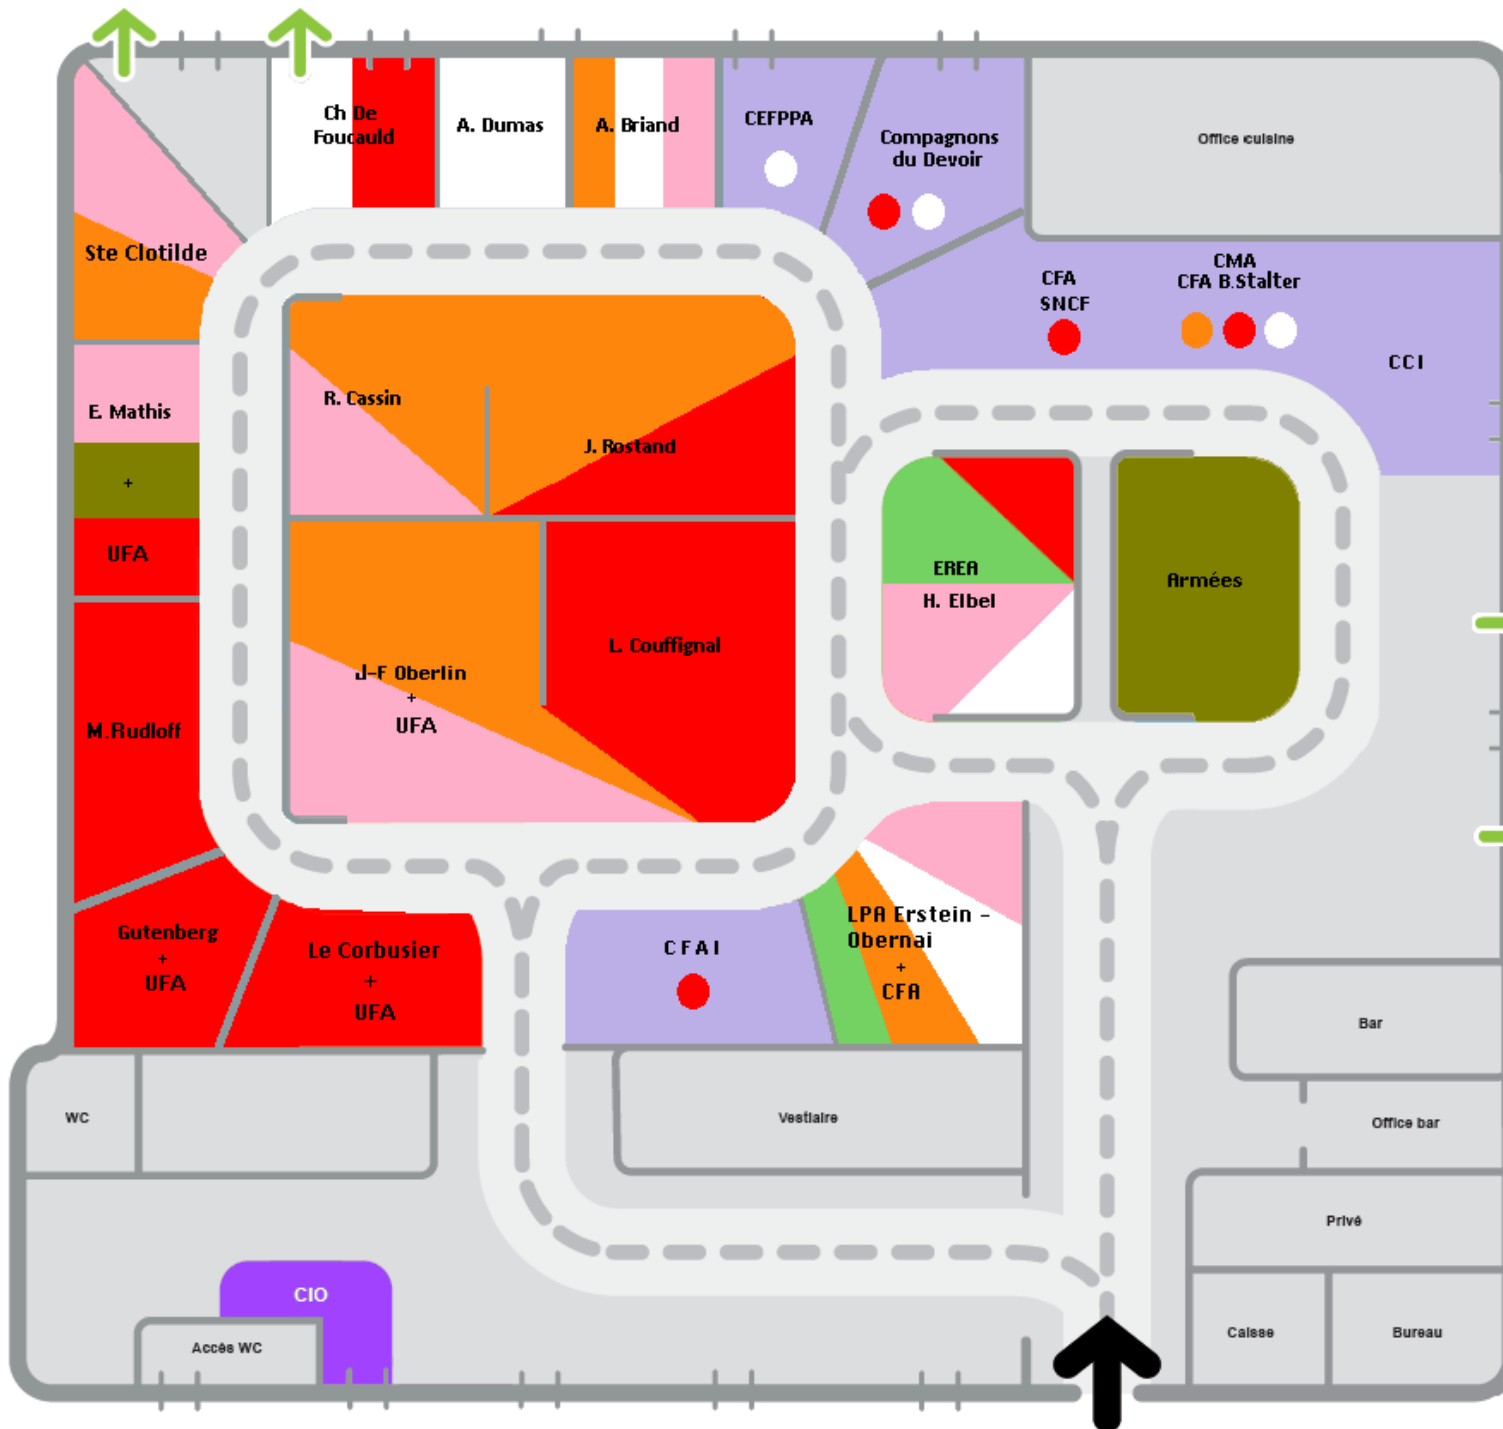 Ch De
Foucauld
A. Dumas
A. Briand
CEFPPA
Compagnons
du Devoir
Office cuisine
Ste Clotilde
CFA
SNCF
CMA
CFA B.Stalter
CCI
E. Mathis
+
UFA
R. Cassin
J. Rostand
EREA
H. Elbel
Armées
J-F Oberlin
+
UFA
L. Couffignal
M.Rudloff
Gutenberg
+
UFA
Le Corbusier
+
UFA
CFAI
LPA Erstein -
Obernai
+
CFA
Bar
WC
Vestiaire
Office bar
Privé
CIO
Accès WC
Caisse
Bureau